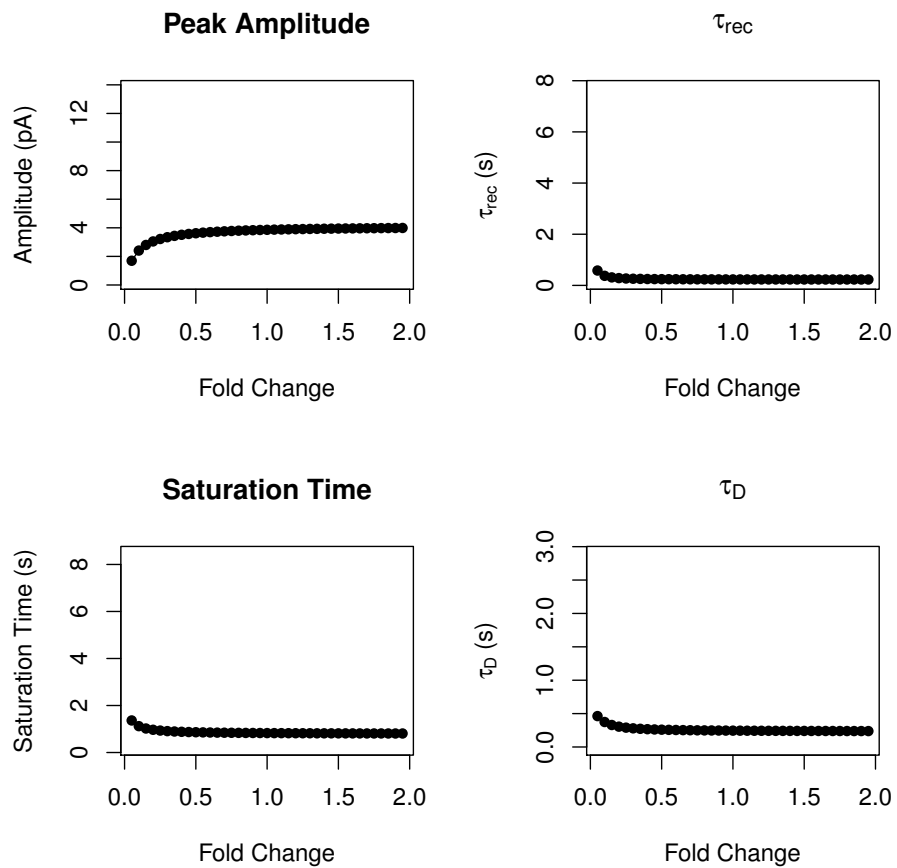 Peak Amplitude
Amplitude (pA)
0 4 8 12
0.0 0.5 1.0 1.5 2.0
Fold Change
τrec
τrec (s)
0 2 4 6 8
0.0 0.5 1.0 1.5 2.0
Fold Change
Saturation Time
Saturation Time (s)
0 2 4 6 8
0.0 0.5 1.0 1.5 2.0
Fold Change
τD
τD (s)
0.0 1.0 2.0 3.0
0.0 0.5 1.0 1.5 2.0
Fold Change